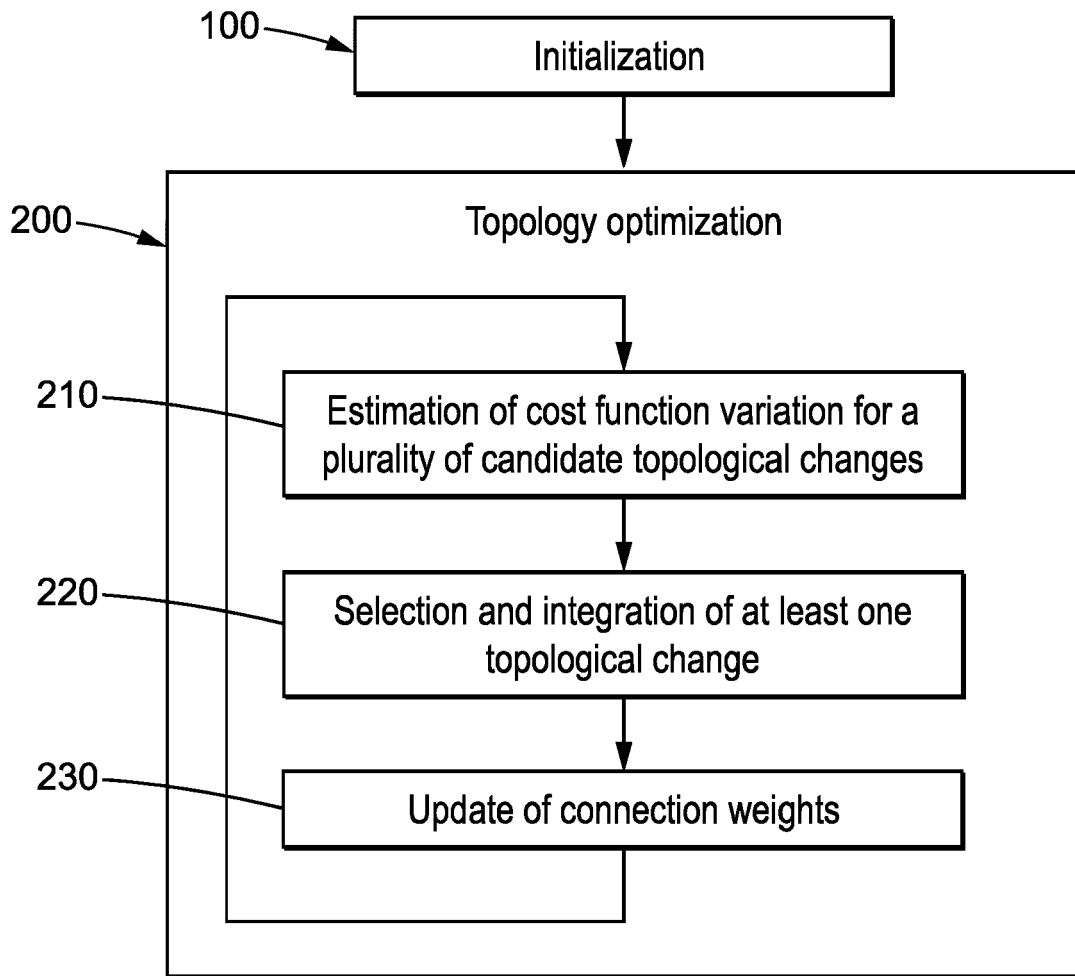 100
Initialization
200
Topology optimization
210
Estimation of cost function variation for a
plurality of candidate topological changes
220
Selection and integration of at least one
topological change
230
Update of connection weights